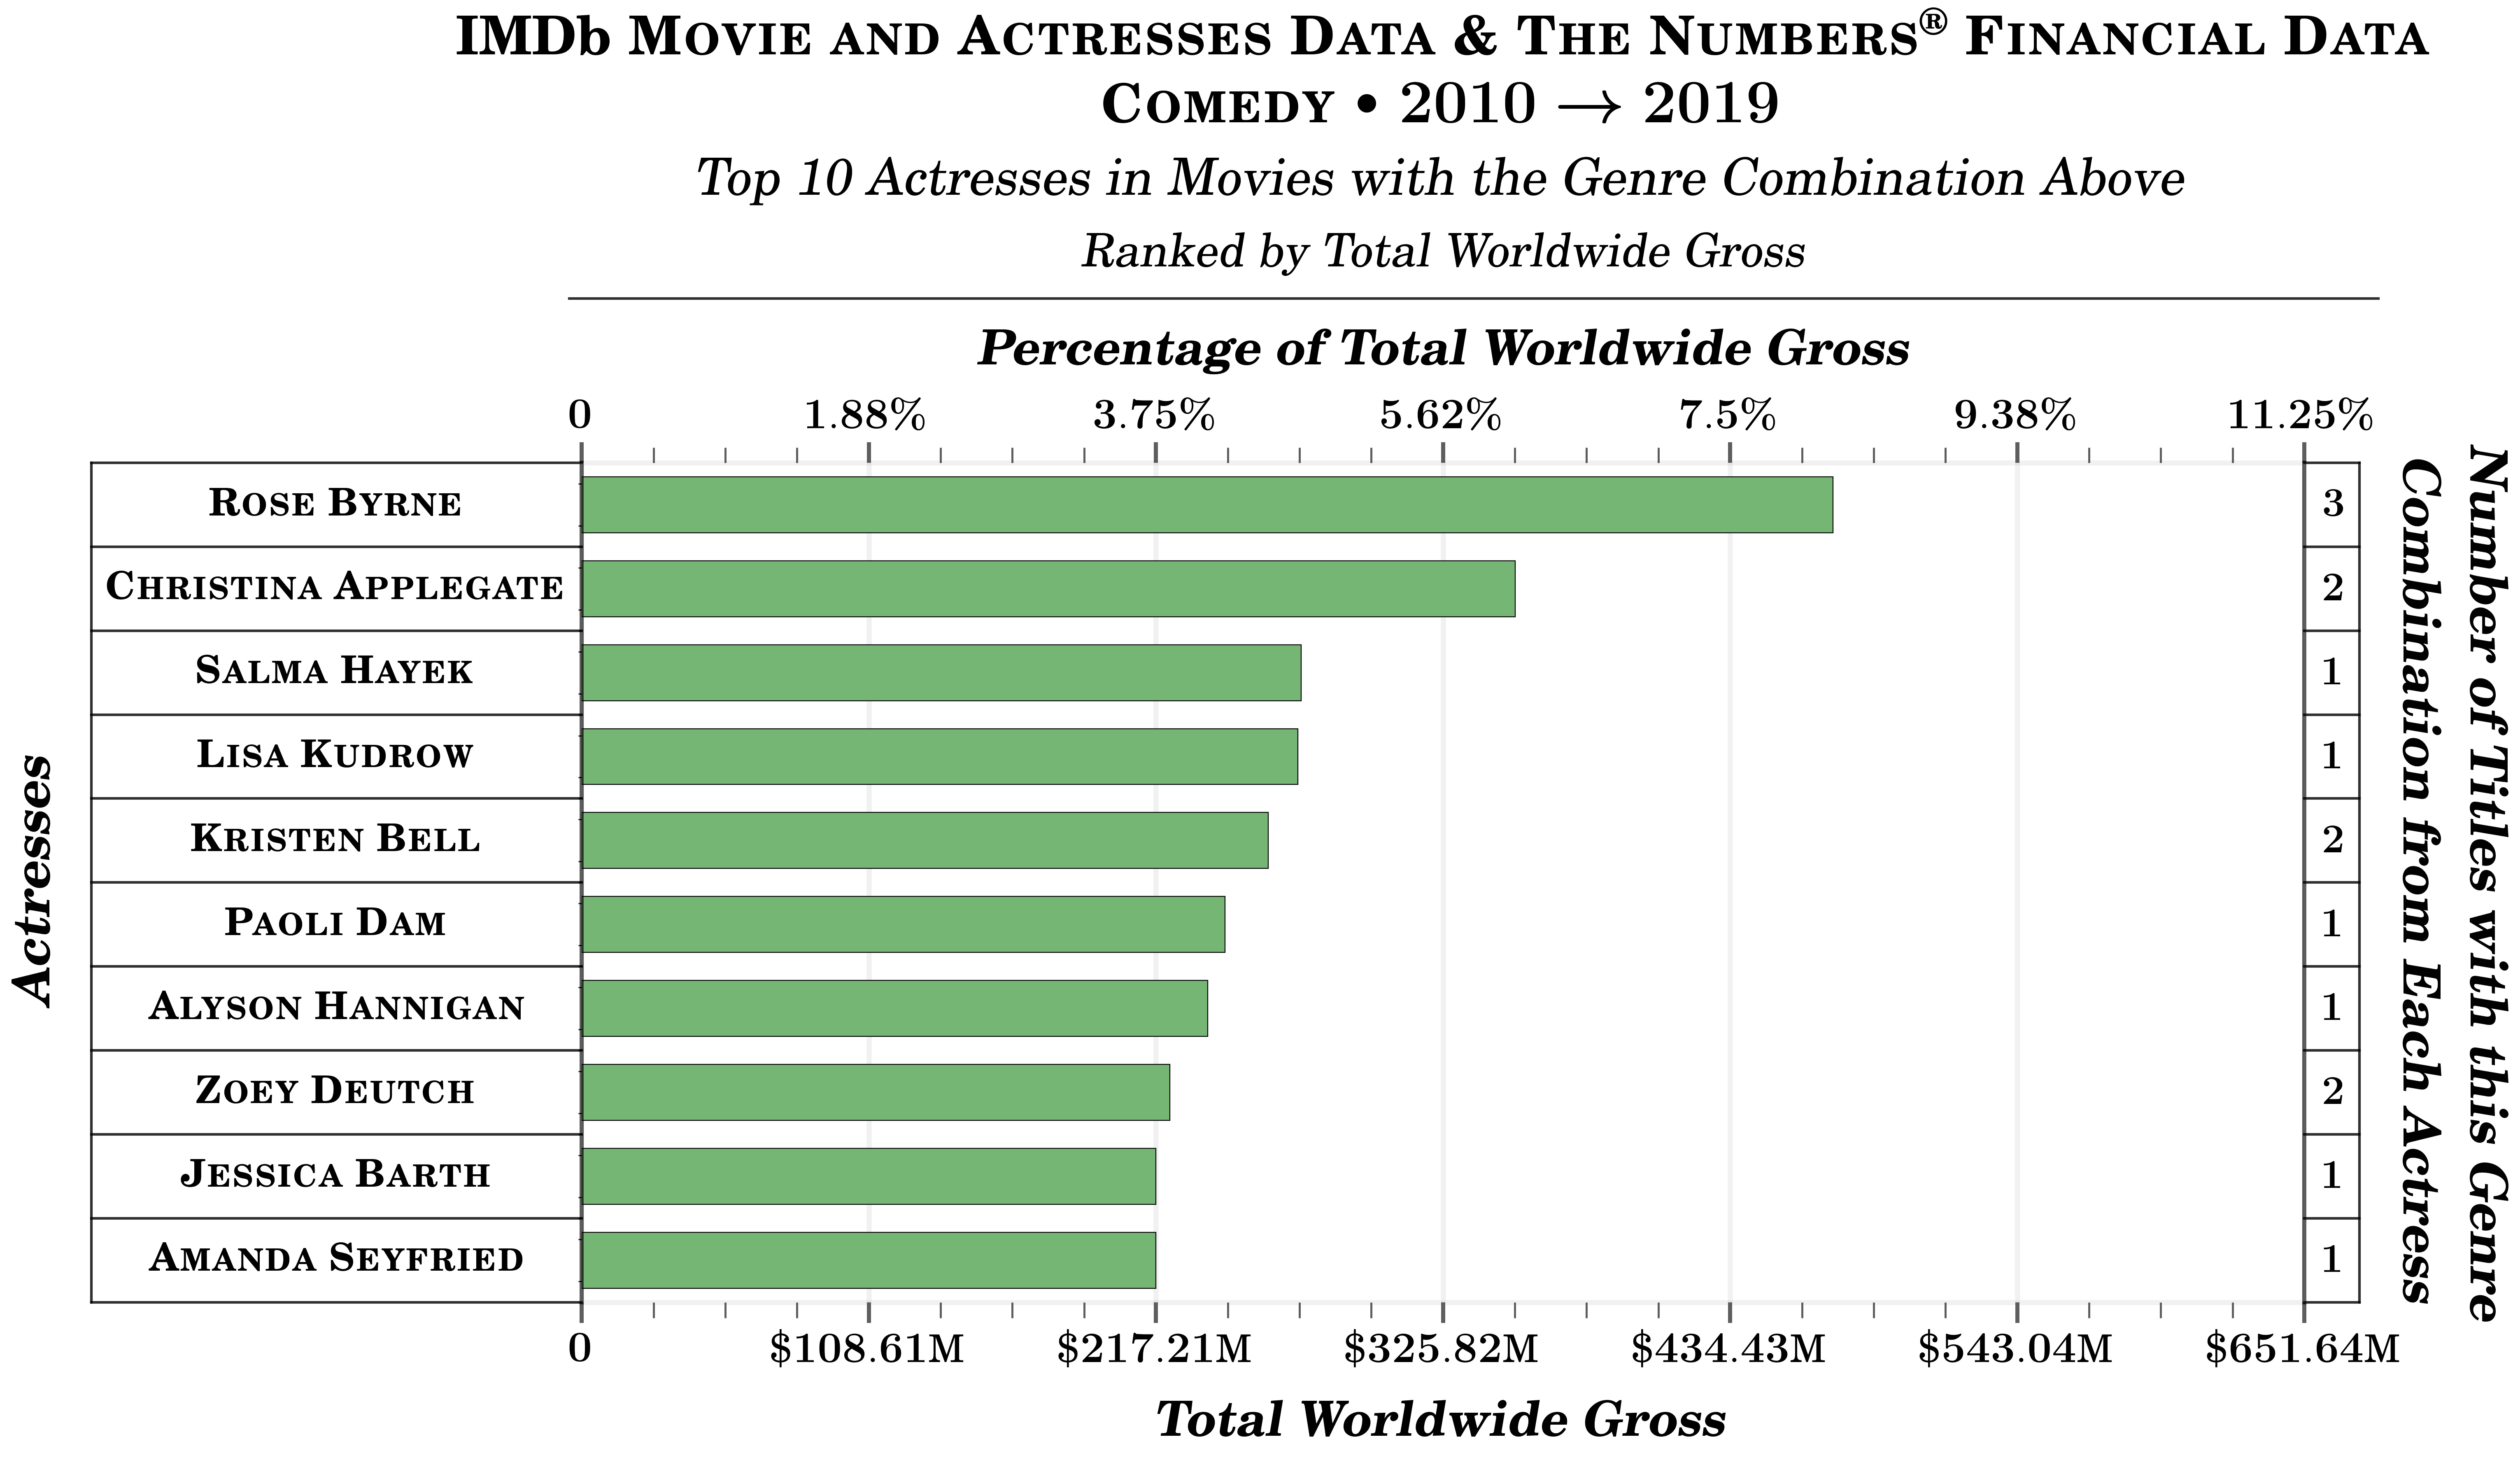 IMDb Movie and Actresses Data & The Numbers® Financial Data
Comedy • 2010 → 2019
Top 10 Actresses in Movies with the Genre Combination Above
Ranked by Total Worldwide Gross
Percentage of Total Worldwide Gross
0 1.88% 3.75% 5.62% 7.5% 9.38% 11.25%
Actresses
Rose Byrne 3
Christina Applegate 2
Salma Hayek 1
Lisa Kudrow 1
Kristen Bell 2
Paoli Dam 1
Alyson Hannigan 1
Zoey Deutch 2
Jessica Barth 1
Amanda Seyfried 1
Number of Titles with this Genre
Combination from Each Actress
0 $108.61M $217.21M $325.82M $434.43M $543.04M $651.64M
Total Worldwide Gross